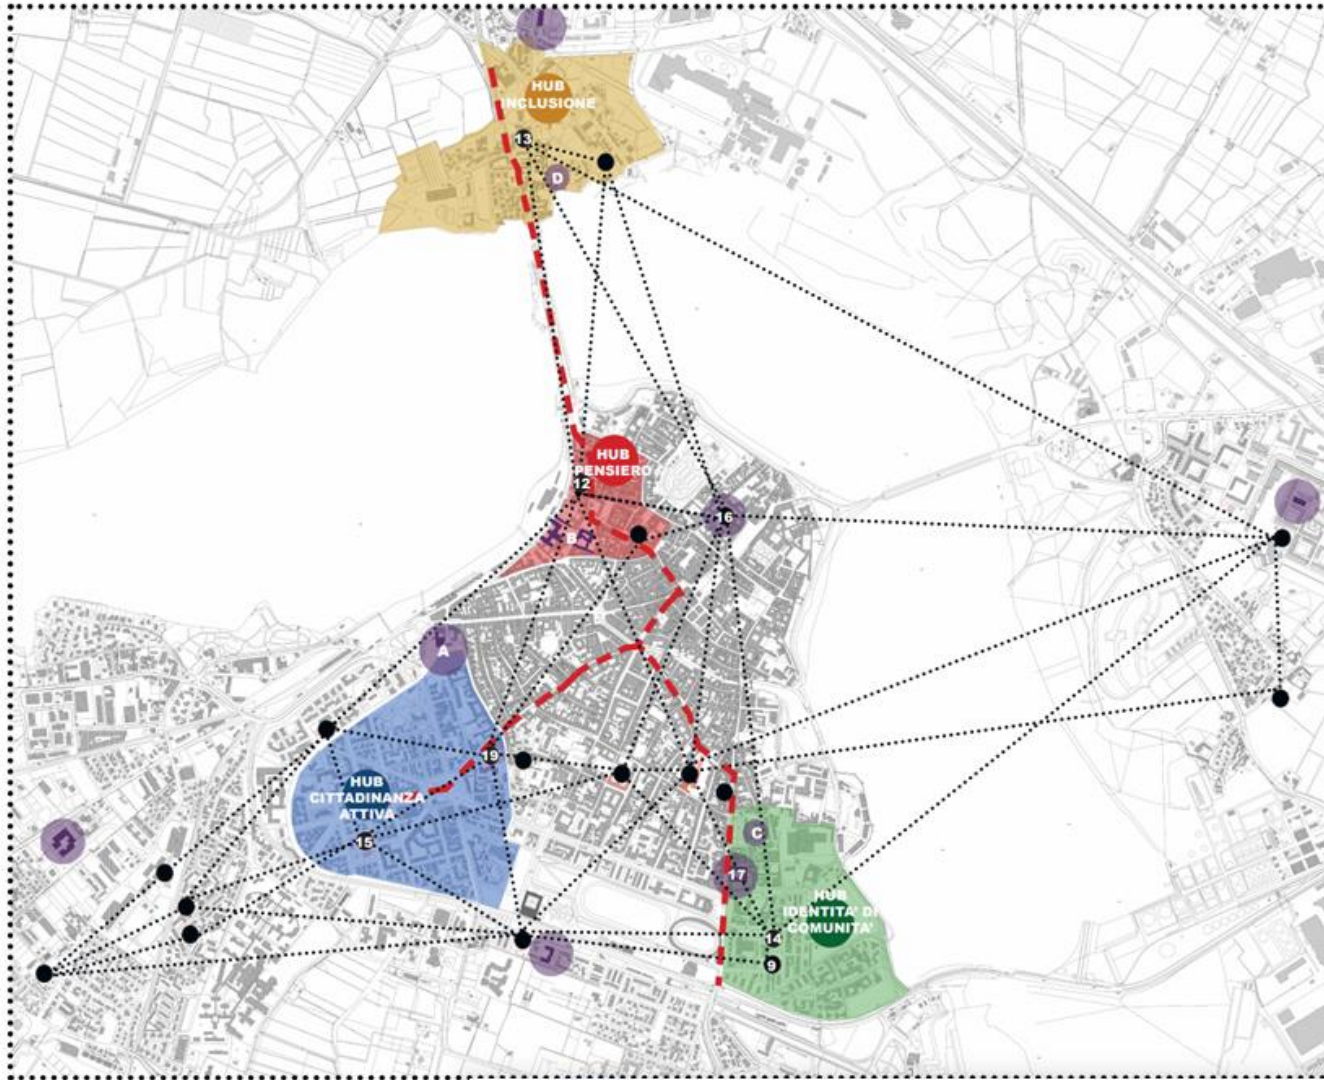 HUB
INCLUSIONE
13
D
HUB
PENSIERO
12
16
B
A
19
HUB
CITTADINANZA
ATTIVA
15
C
17
HUB
IDENTITA' DI
COMUNITA'
14
9